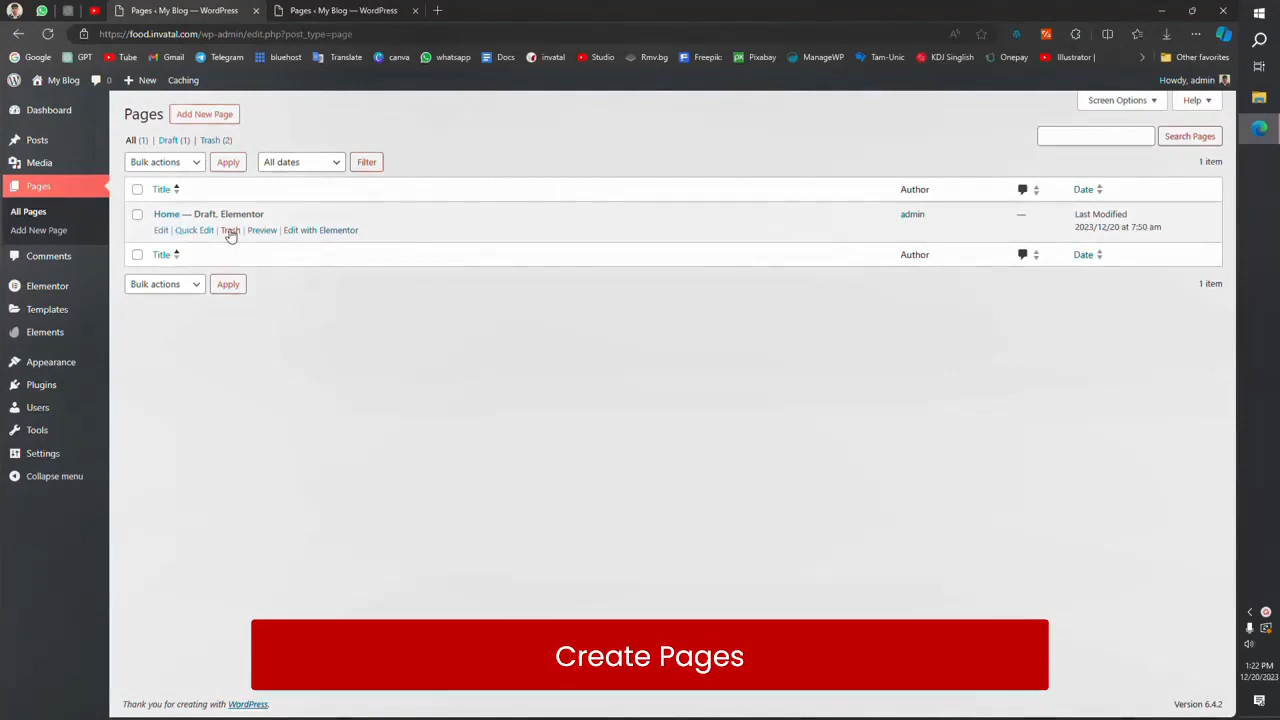 Pages ‹ My Blog — WordPress
Pages ‹ My Blog — WordPress
https://food.invatal.com/wp-admin/edit.php?post_type=page
Google
GPT
Tube
Gmail
Telegram
bluehost
Translate
canva
whatsapp
Docs
invatal
Studio
Rmv.bg
Freepik:
Pixabay
ManageWP
Tam-Unic
KDJ Singlish
Onepay
Illustrator |
Other favorites
My Blog
0
New
Caching
Howdy, admin
Dashboard
Posts
Media
Pages
All Pages
Add New Page
Comments
Elementor
Templates
Elements
Appearance
Plugins
Users
Tools
Settings
Collapse menu
Screen Options
Help
Pages
Add New Page
All (1) | Draft (1) | Trash (2)
Search Pages
Bulk actions
Apply
All dates
Filter
1 item
Title
Author
Date
Home — Draft, Elementor
admin
—
Last Modified
2023/12/20 at 7:50 am
Edit | Quick Edit | Trash | Preview | Edit with Elementor
Title
Author
Date
Bulk actions
Apply
1 item
Create Pages
Thank you for creating with WordPress.
Version 6.4.2
1:22 PM
12/20/2023